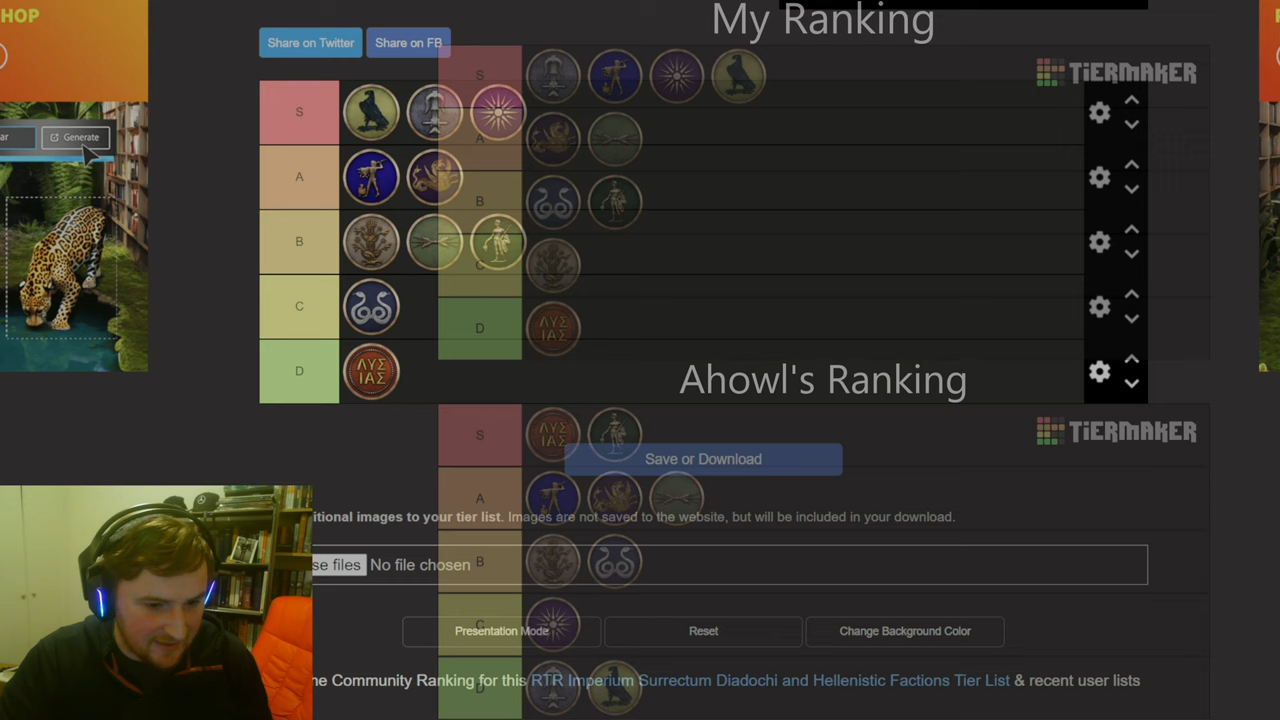 HOP
My Ranking
Share on Twitter
Share on FB
TiERMAKER
S
S
ar
Generate
A
A
B
B
C
C
D
D
ΛΥΣ
ΙΑΣ
ΛΥΣ
ΙΑΣ
Ahowl's Ranking
TiERMAKER
S
ΛΥΣ
ΙΑΣ
Save or Download
A
itional images to your tier list. Images are not saved to the website, but will be included in your download.
se files
No file chosen
B
C
Presentation Mode
Reset
Change Background Color
D
he Community Ranking for this RTR Imperium Surrectum Diadochi and Hellenistic Factions Tier List & recent user lists